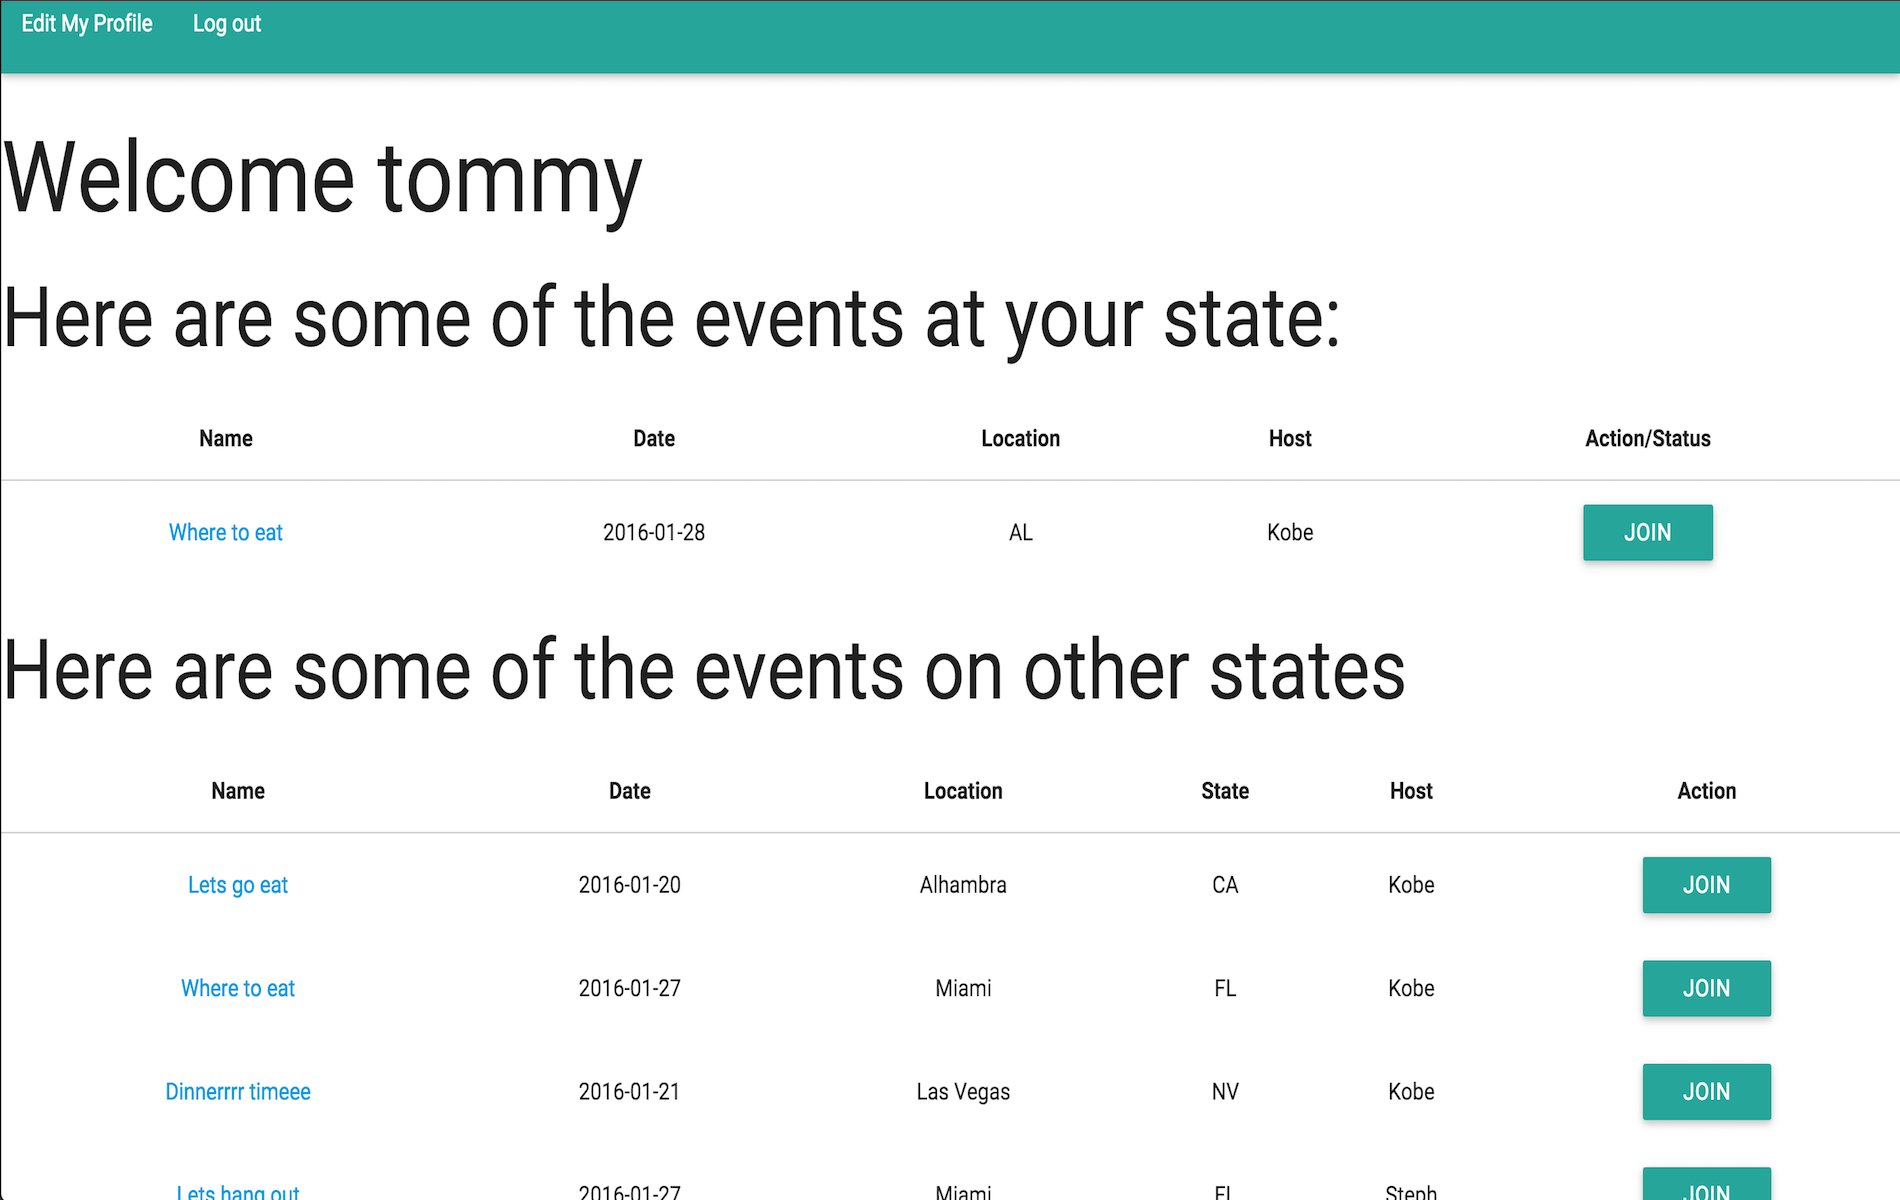 Edit My Profile Log out
Welcome tommy
Here are some of the events at your state:
Name Date Location Host Action/Status
Where to eat 2016-01-28 AL Kobe JOIN
Here are some of the events on other states
Name Date Location State Host Action
Lets go eat 2016-01-20 Alhambra CA Kobe JOIN
Where to eat 2016-01-27 Miami FL Kobe JOIN
Dinnerrrr timeee 2016-01-21 Las Vegas NV Kobe JOIN
Lets hang out 2016-01-27 Miami FL Steph JOIN